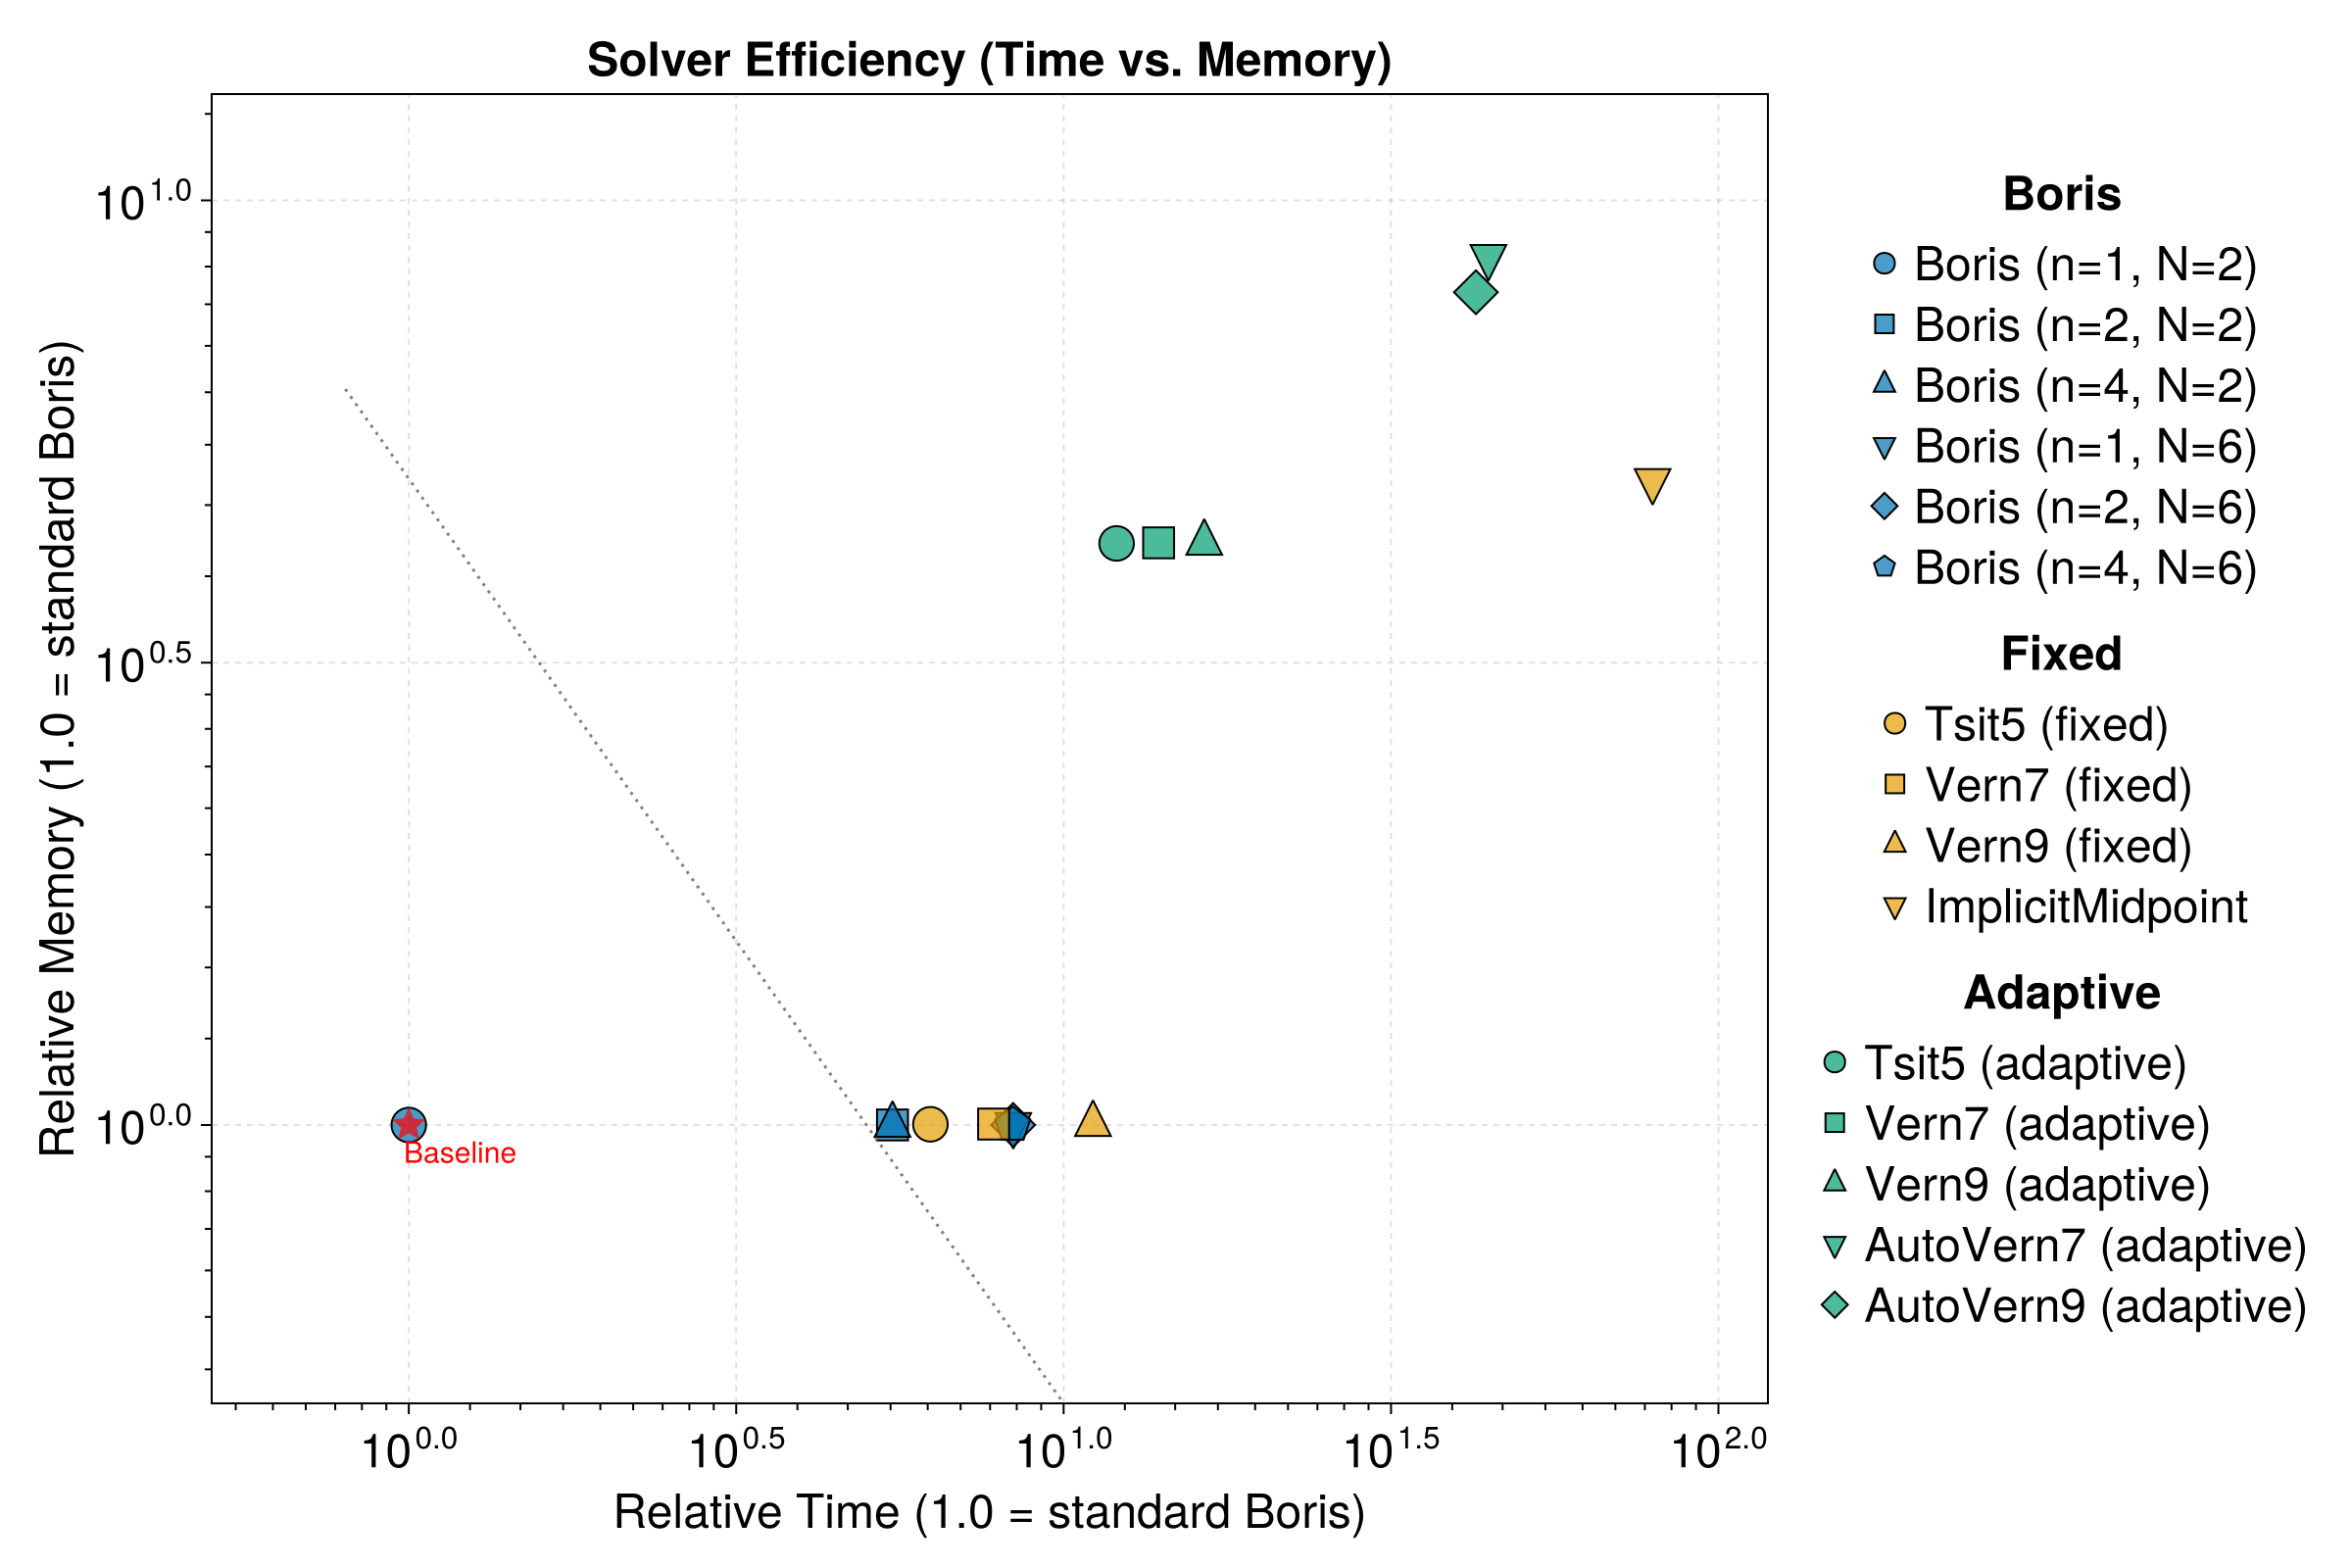 Solver Efficiency (Time vs. Memory)
Relative Memory (1.0 = standard Boris)
10^1.0
10^0.5
10^0.0
Baseline
10^0.0
10^0.5
10^1.0
10^1.5
10^2.0
Relative Time (1.0 = standard Boris)
Boris
Boris (n=1, N=2)
Boris (n=2, N=2)
Boris (n=4, N=2)
Boris (n=1, N=6)
Boris (n=2, N=6)
Boris (n=4, N=6)
Fixed
Tsit5 (fixed)
Vern7 (fixed)
Vern9 (fixed)
ImplicitMidpoint
Adaptive
Tsit5 (adaptive)
Vern7 (adaptive)
Vern9 (adaptive)
AutoVern7 (adaptive)
AutoVern9 (adaptive)